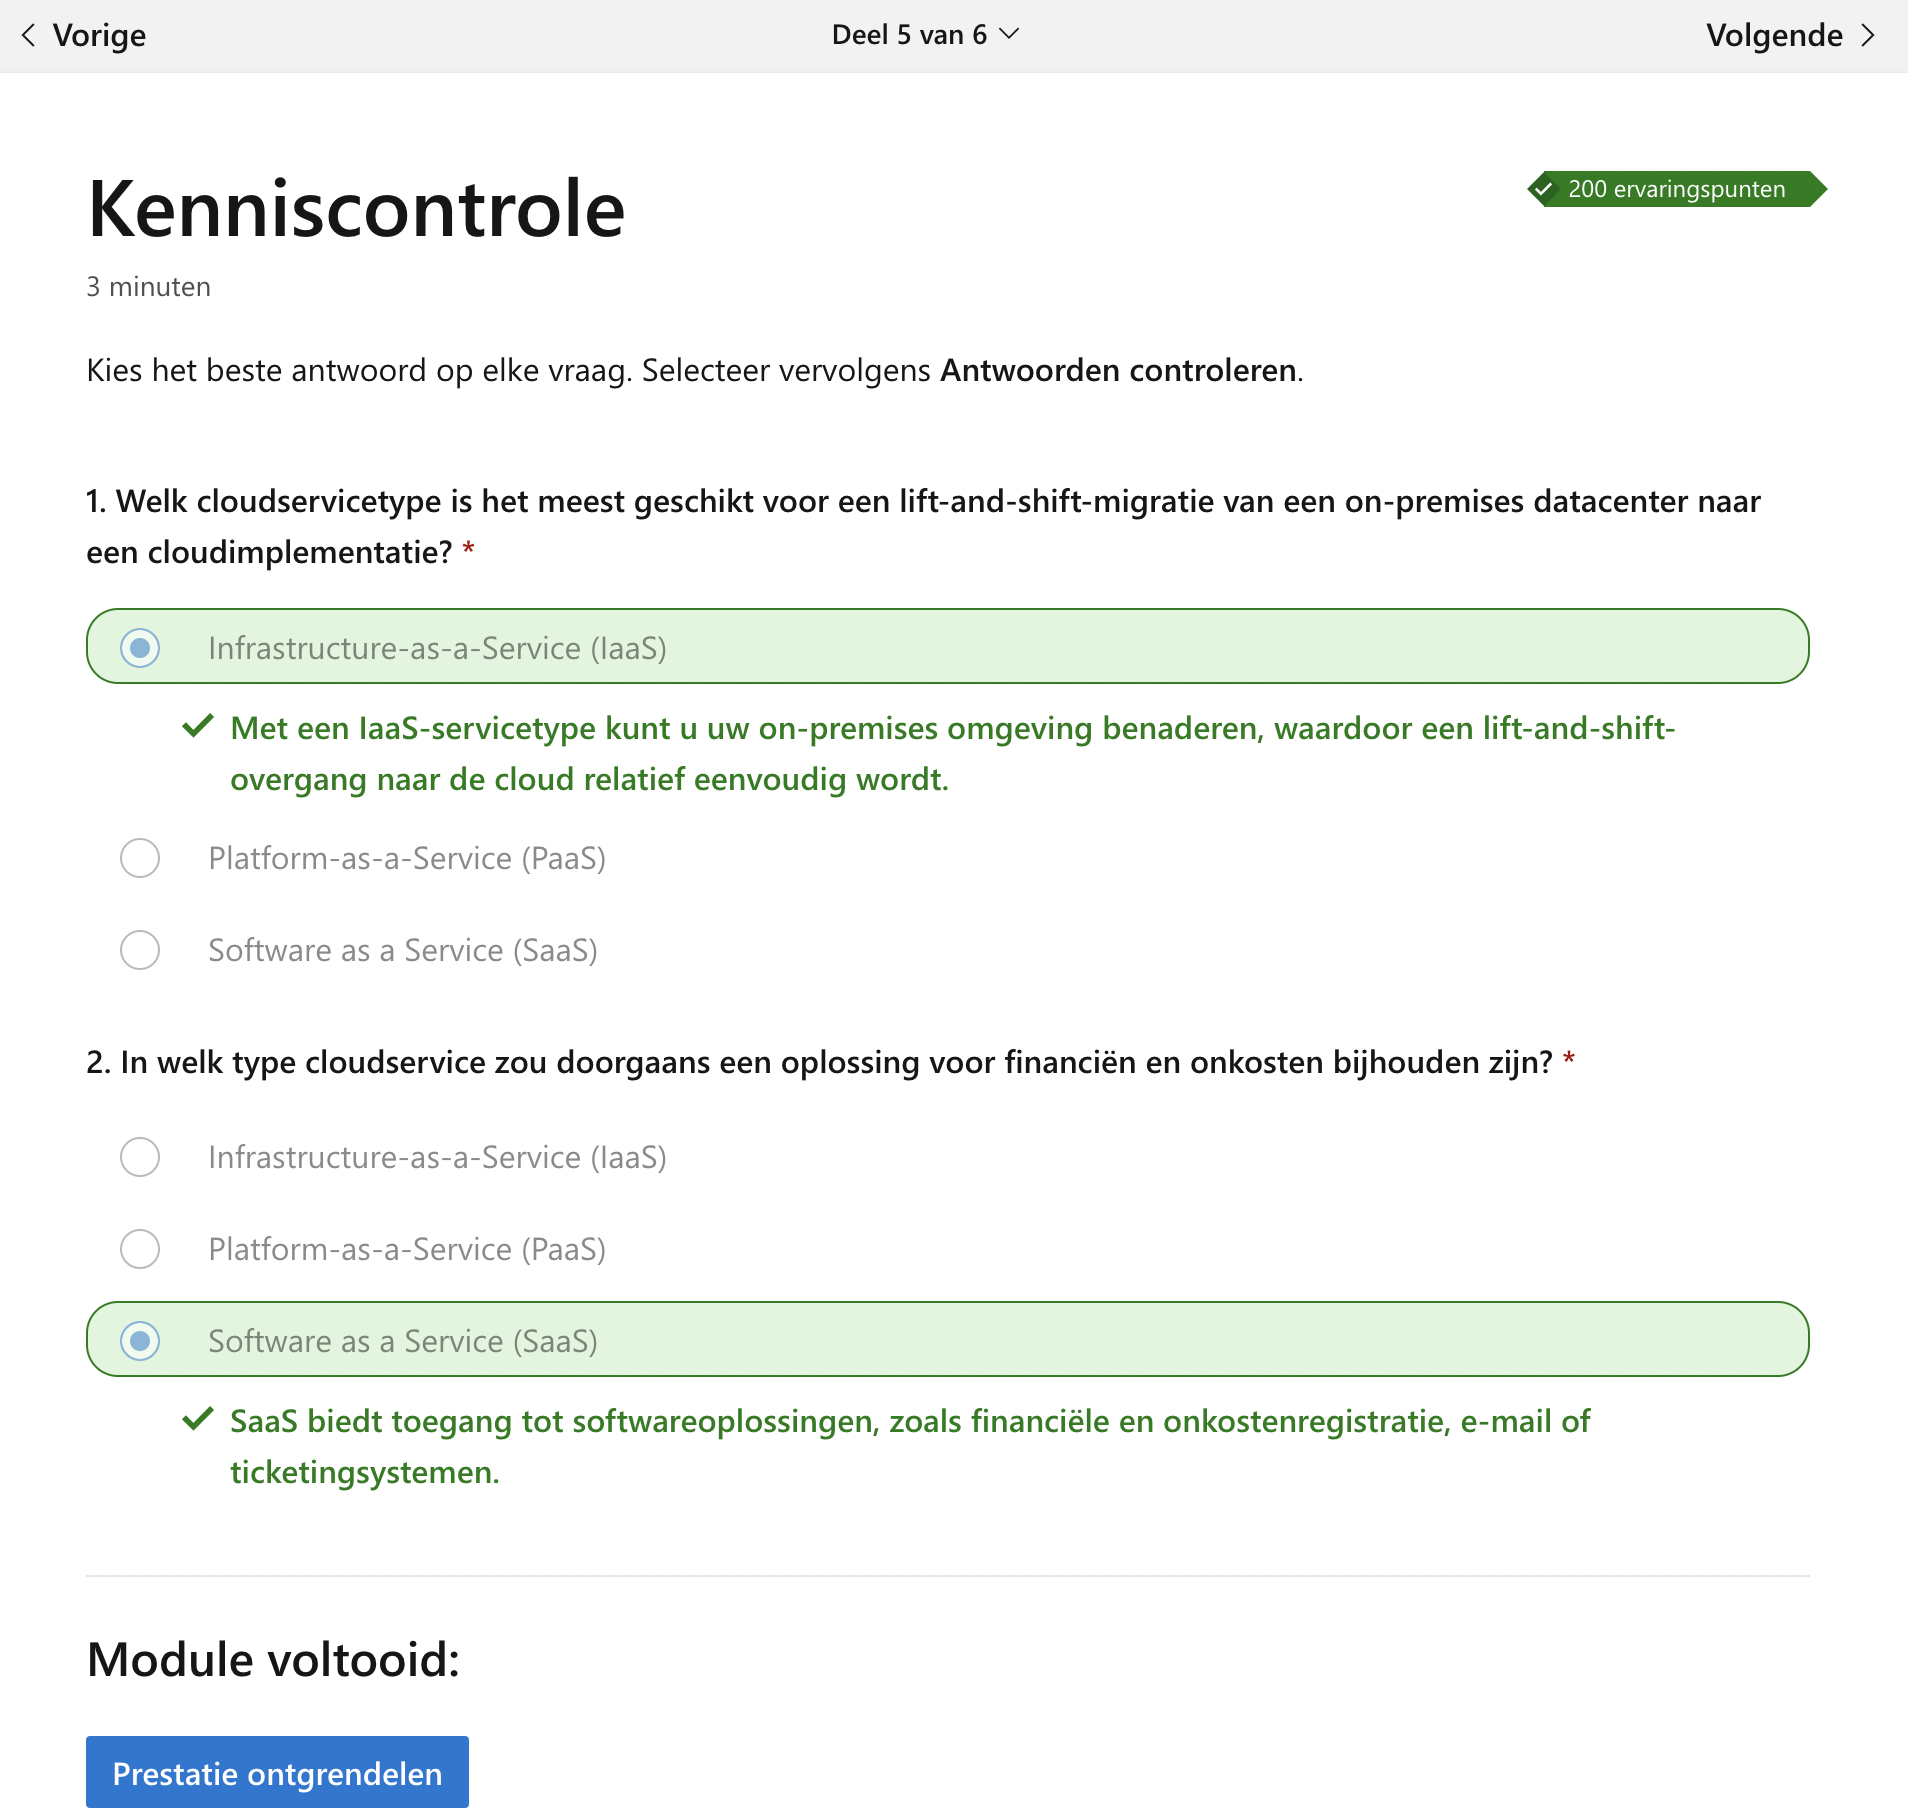 Vorige
Deel 5 van 6
Volgende
Kenniscontrole
200 ervaringspunten
3 minuten
Kies het beste antwoord op elke vraag. Selecteer vervolgens Antwoorden controleren.
1. Welk cloudservicetype is het meest geschikt voor een lift-and-shift-migratie van een on-premises datacenter naar
een cloudimplementatie? *
Infrastructure-as-a-Service (IaaS)
Met een IaaS-servicetype kunt u uw on-premises omgeving benaderen, waardoor een lift-and-shift-
overgang naar de cloud relatief eenvoudig wordt.
Platform-as-a-Service (PaaS)
Software as a Service (SaaS)
2. In welk type cloudservice zou doorgaans een oplossing voor financiën en onkosten bijhouden zijn? *
Infrastructure-as-a-Service (IaaS)
Platform-as-a-Service (PaaS)
Software as a Service (SaaS)
SaaS biedt toegang tot softwareoplossingen, zoals financiële en onkostenregistratie, e-mail of
ticketingsystemen.
Module voltooid:
Prestatie ontgrendelen